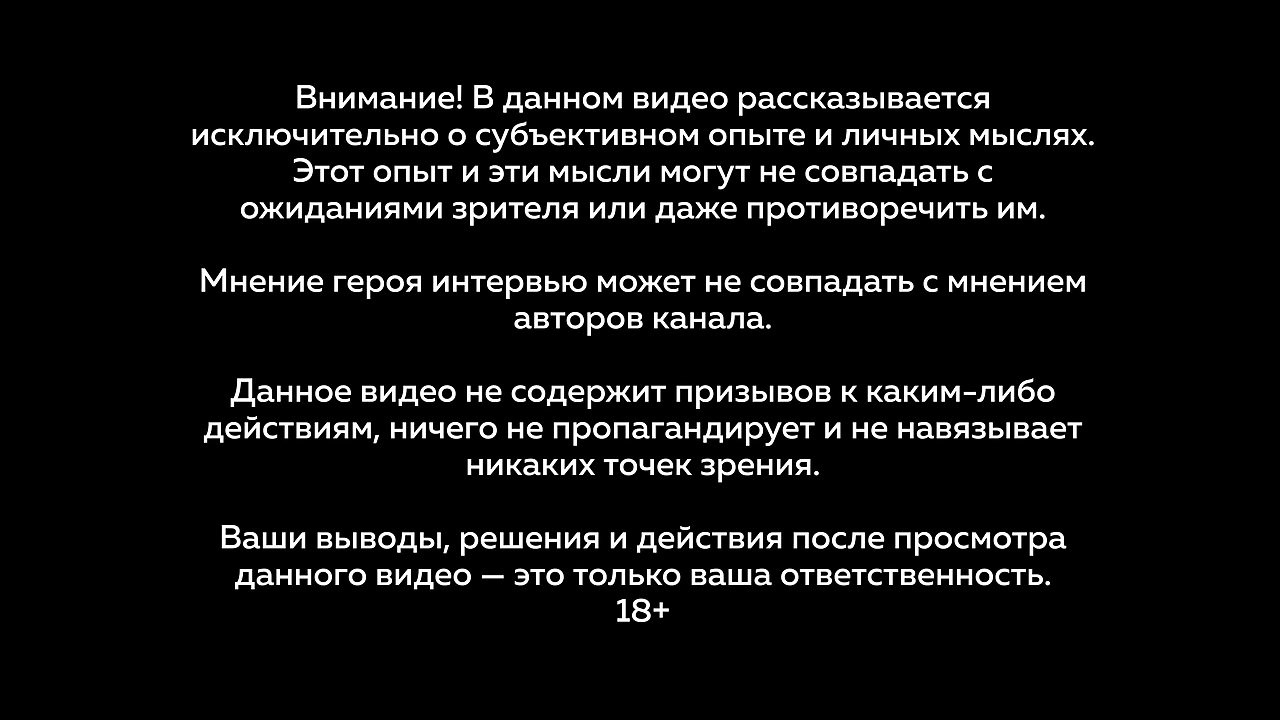 Внимание! В данном видео рассказывается
исключительно о субъективном опыте и личных мыслях.
Этот опыт и эти мысли могут не совпадать с
ожиданиями зрителя или даже противоречить им.
Мнение героя интервью может не совпадать с мнением
авторов канала.
Данное видео не содержит призывов к каким-либо
действиям, ничего не пропагандирует и не навязывает
никаких точек зрения.
Ваши выводы, решения и действия после просмотра
данного видео — это только ваша ответственность.
18+